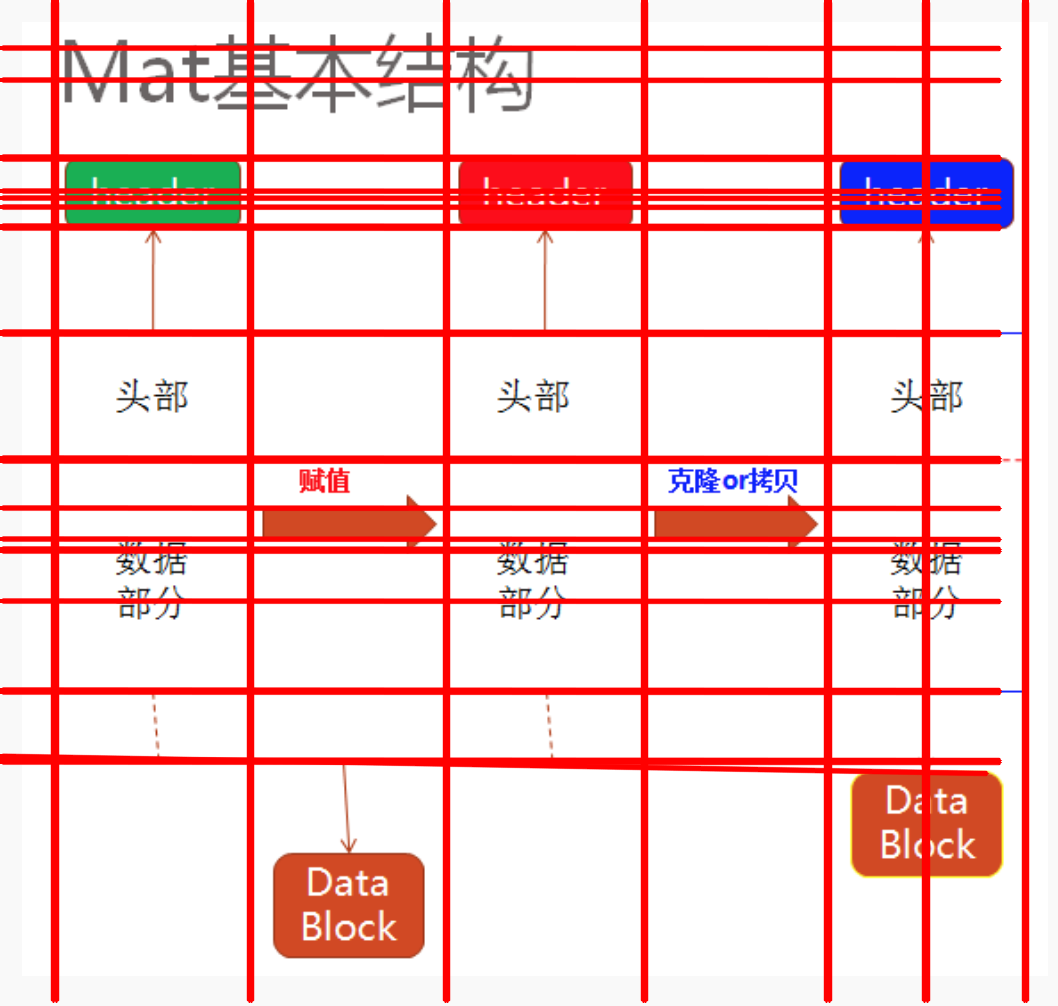 Mat基本结构
header
header
header
头部
头部
头部
赋值
克隆or拷贝
数据
部分
数据
部分
数据
部分
Data
Block
Data
Block